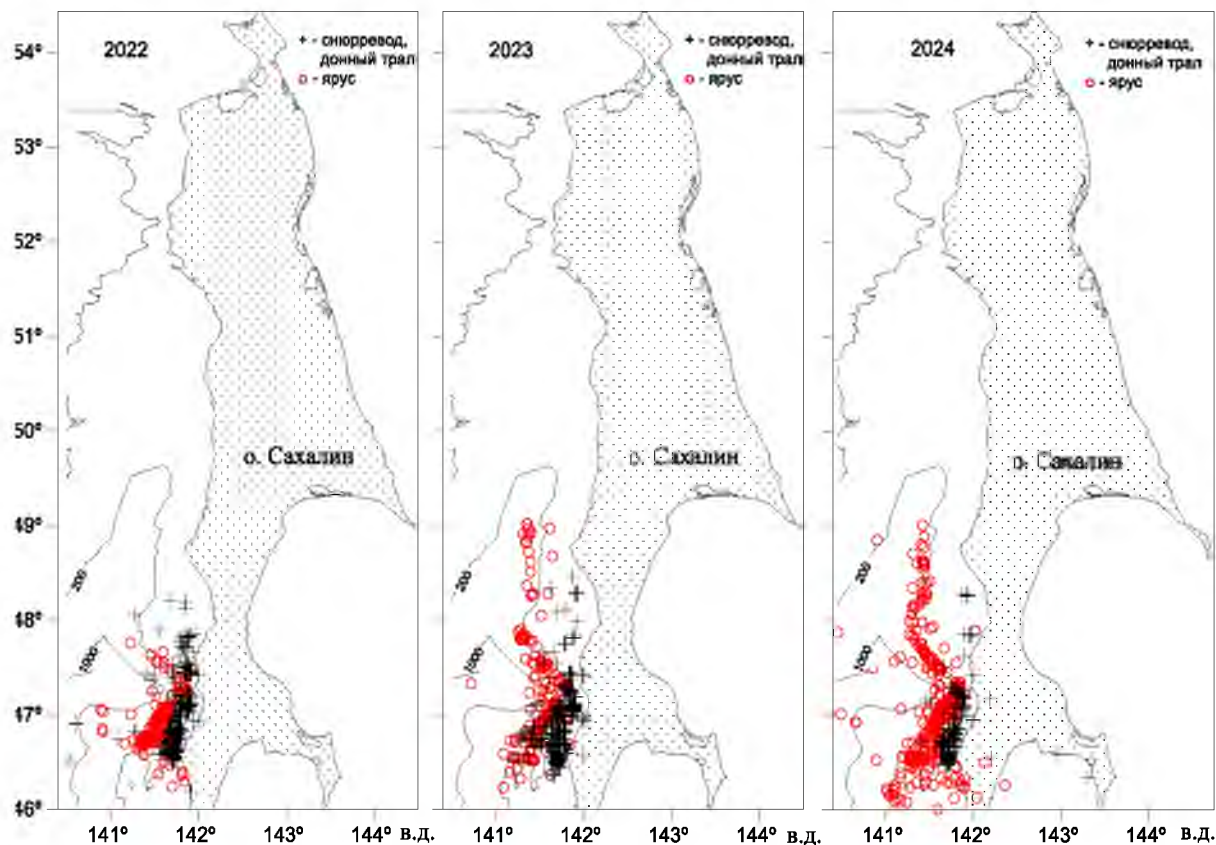 2022
+ - снюрревод,
донный трал
○ - ярус
2023
+ - снюрревод,
донный трал
○ - ярус
2024
+ - снюрревод,
донный трал
○ - ярус
54°
53°
52°
51°
50°
49°
48°
47°
46°
о. Сахалин
о. Сахалин
о. Сахалин
200
1000
200
1000
200
1000
141° 142° 143° 144° в.д.
141° 142° 143° 144° в.д.
141° 142° 143° 144° в.д.